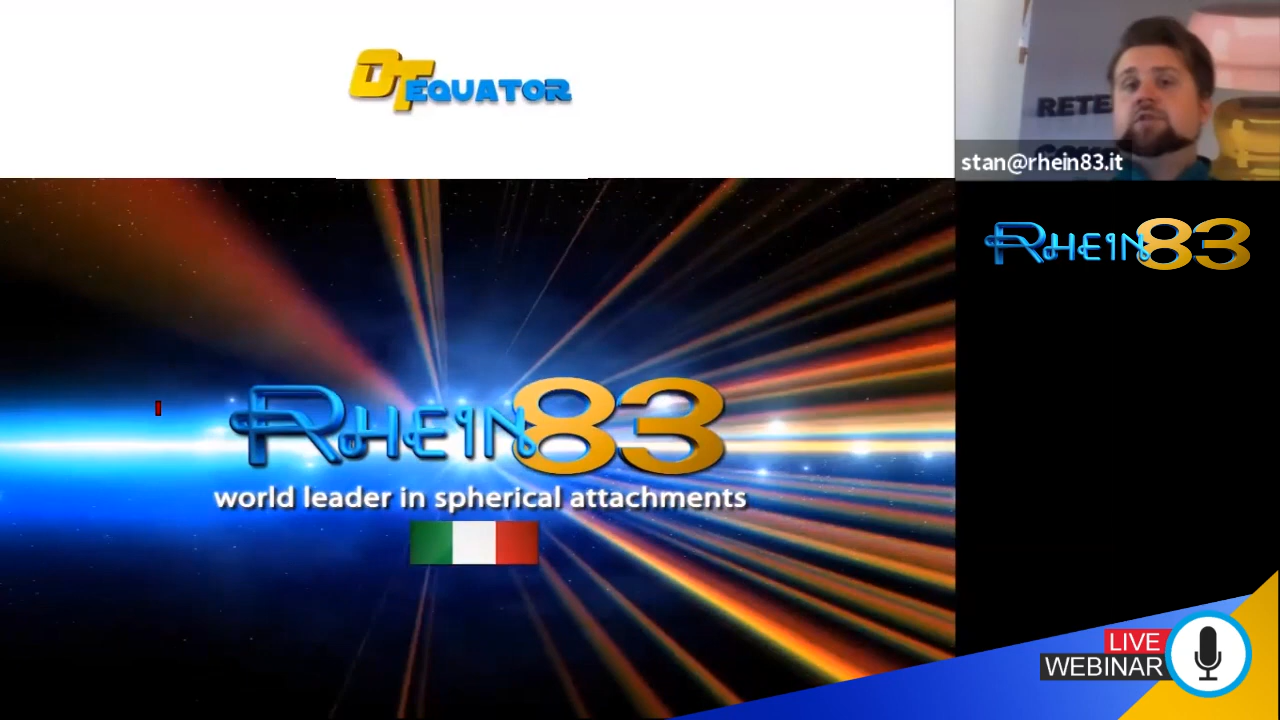 OT EQUATOR
RETE
stan@rhein83.it
RHEIN83
RHEIN83
world leader in spherical attachments
LIVE
WEBINAR